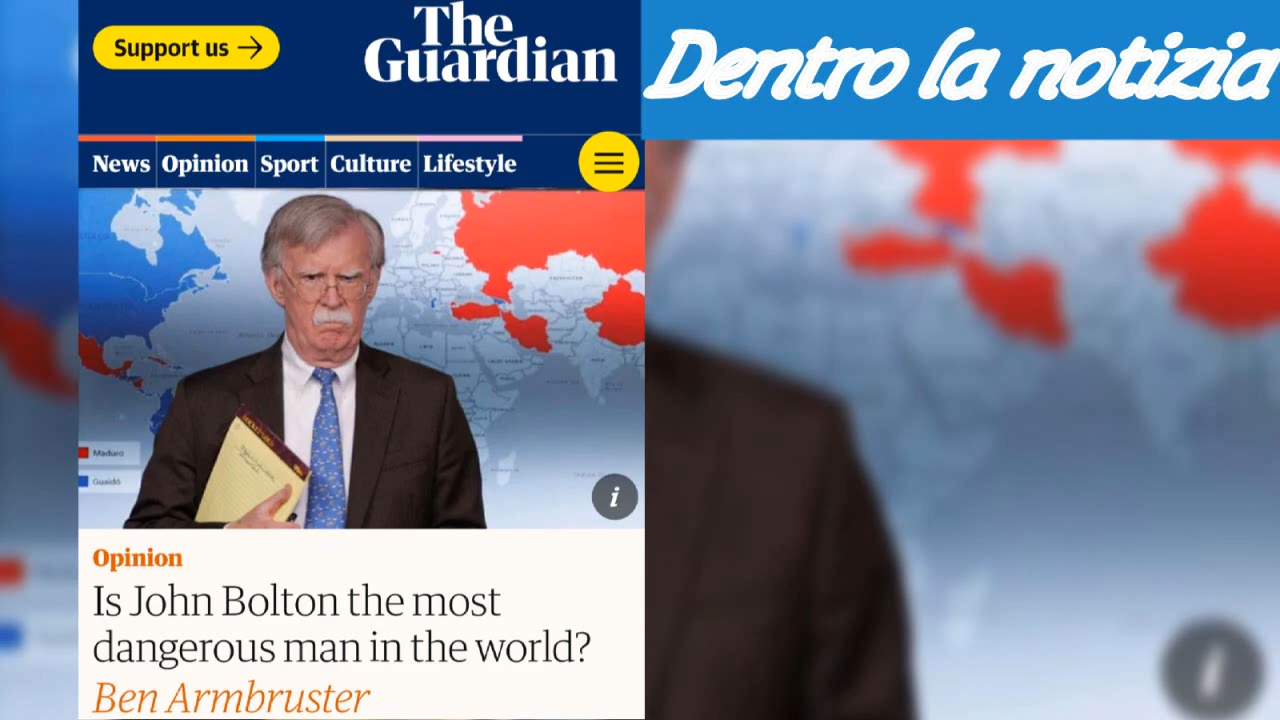 Support us →
The
Guardian
Dentro la notizia
News
Opinion
Sport
Culture
Lifestyle
Maduro
Guaidó
i
Opinion
Is John Bolton the most
dangerous man in the world?
Ben Armbruster
i